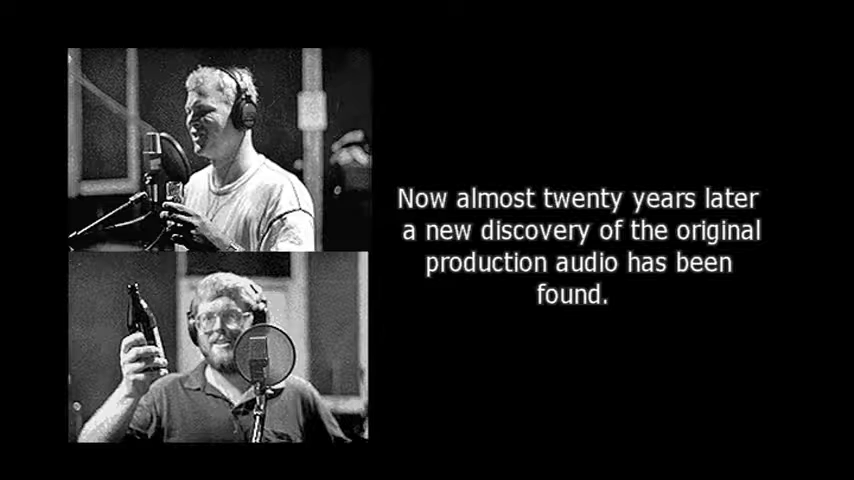 Now almost twenty years later
a new discovery of the original
production audio has been
found.